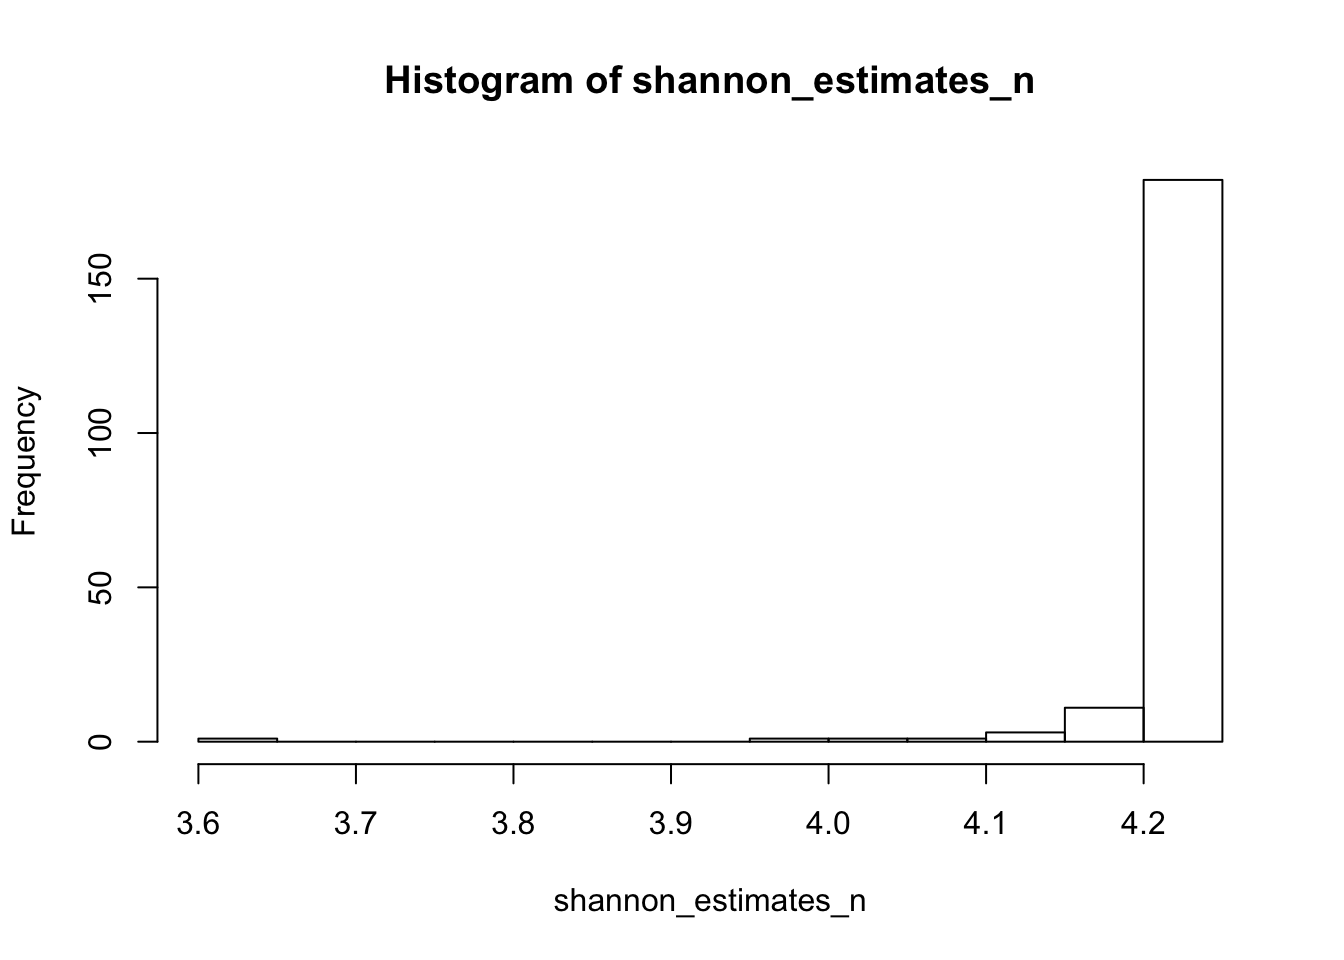 Histogram of shannon_estimates_n
Frequency
150
100
50
0
3.6 3.7 3.8 3.9 4.0 4.1 4.2
shannon_estimates_n